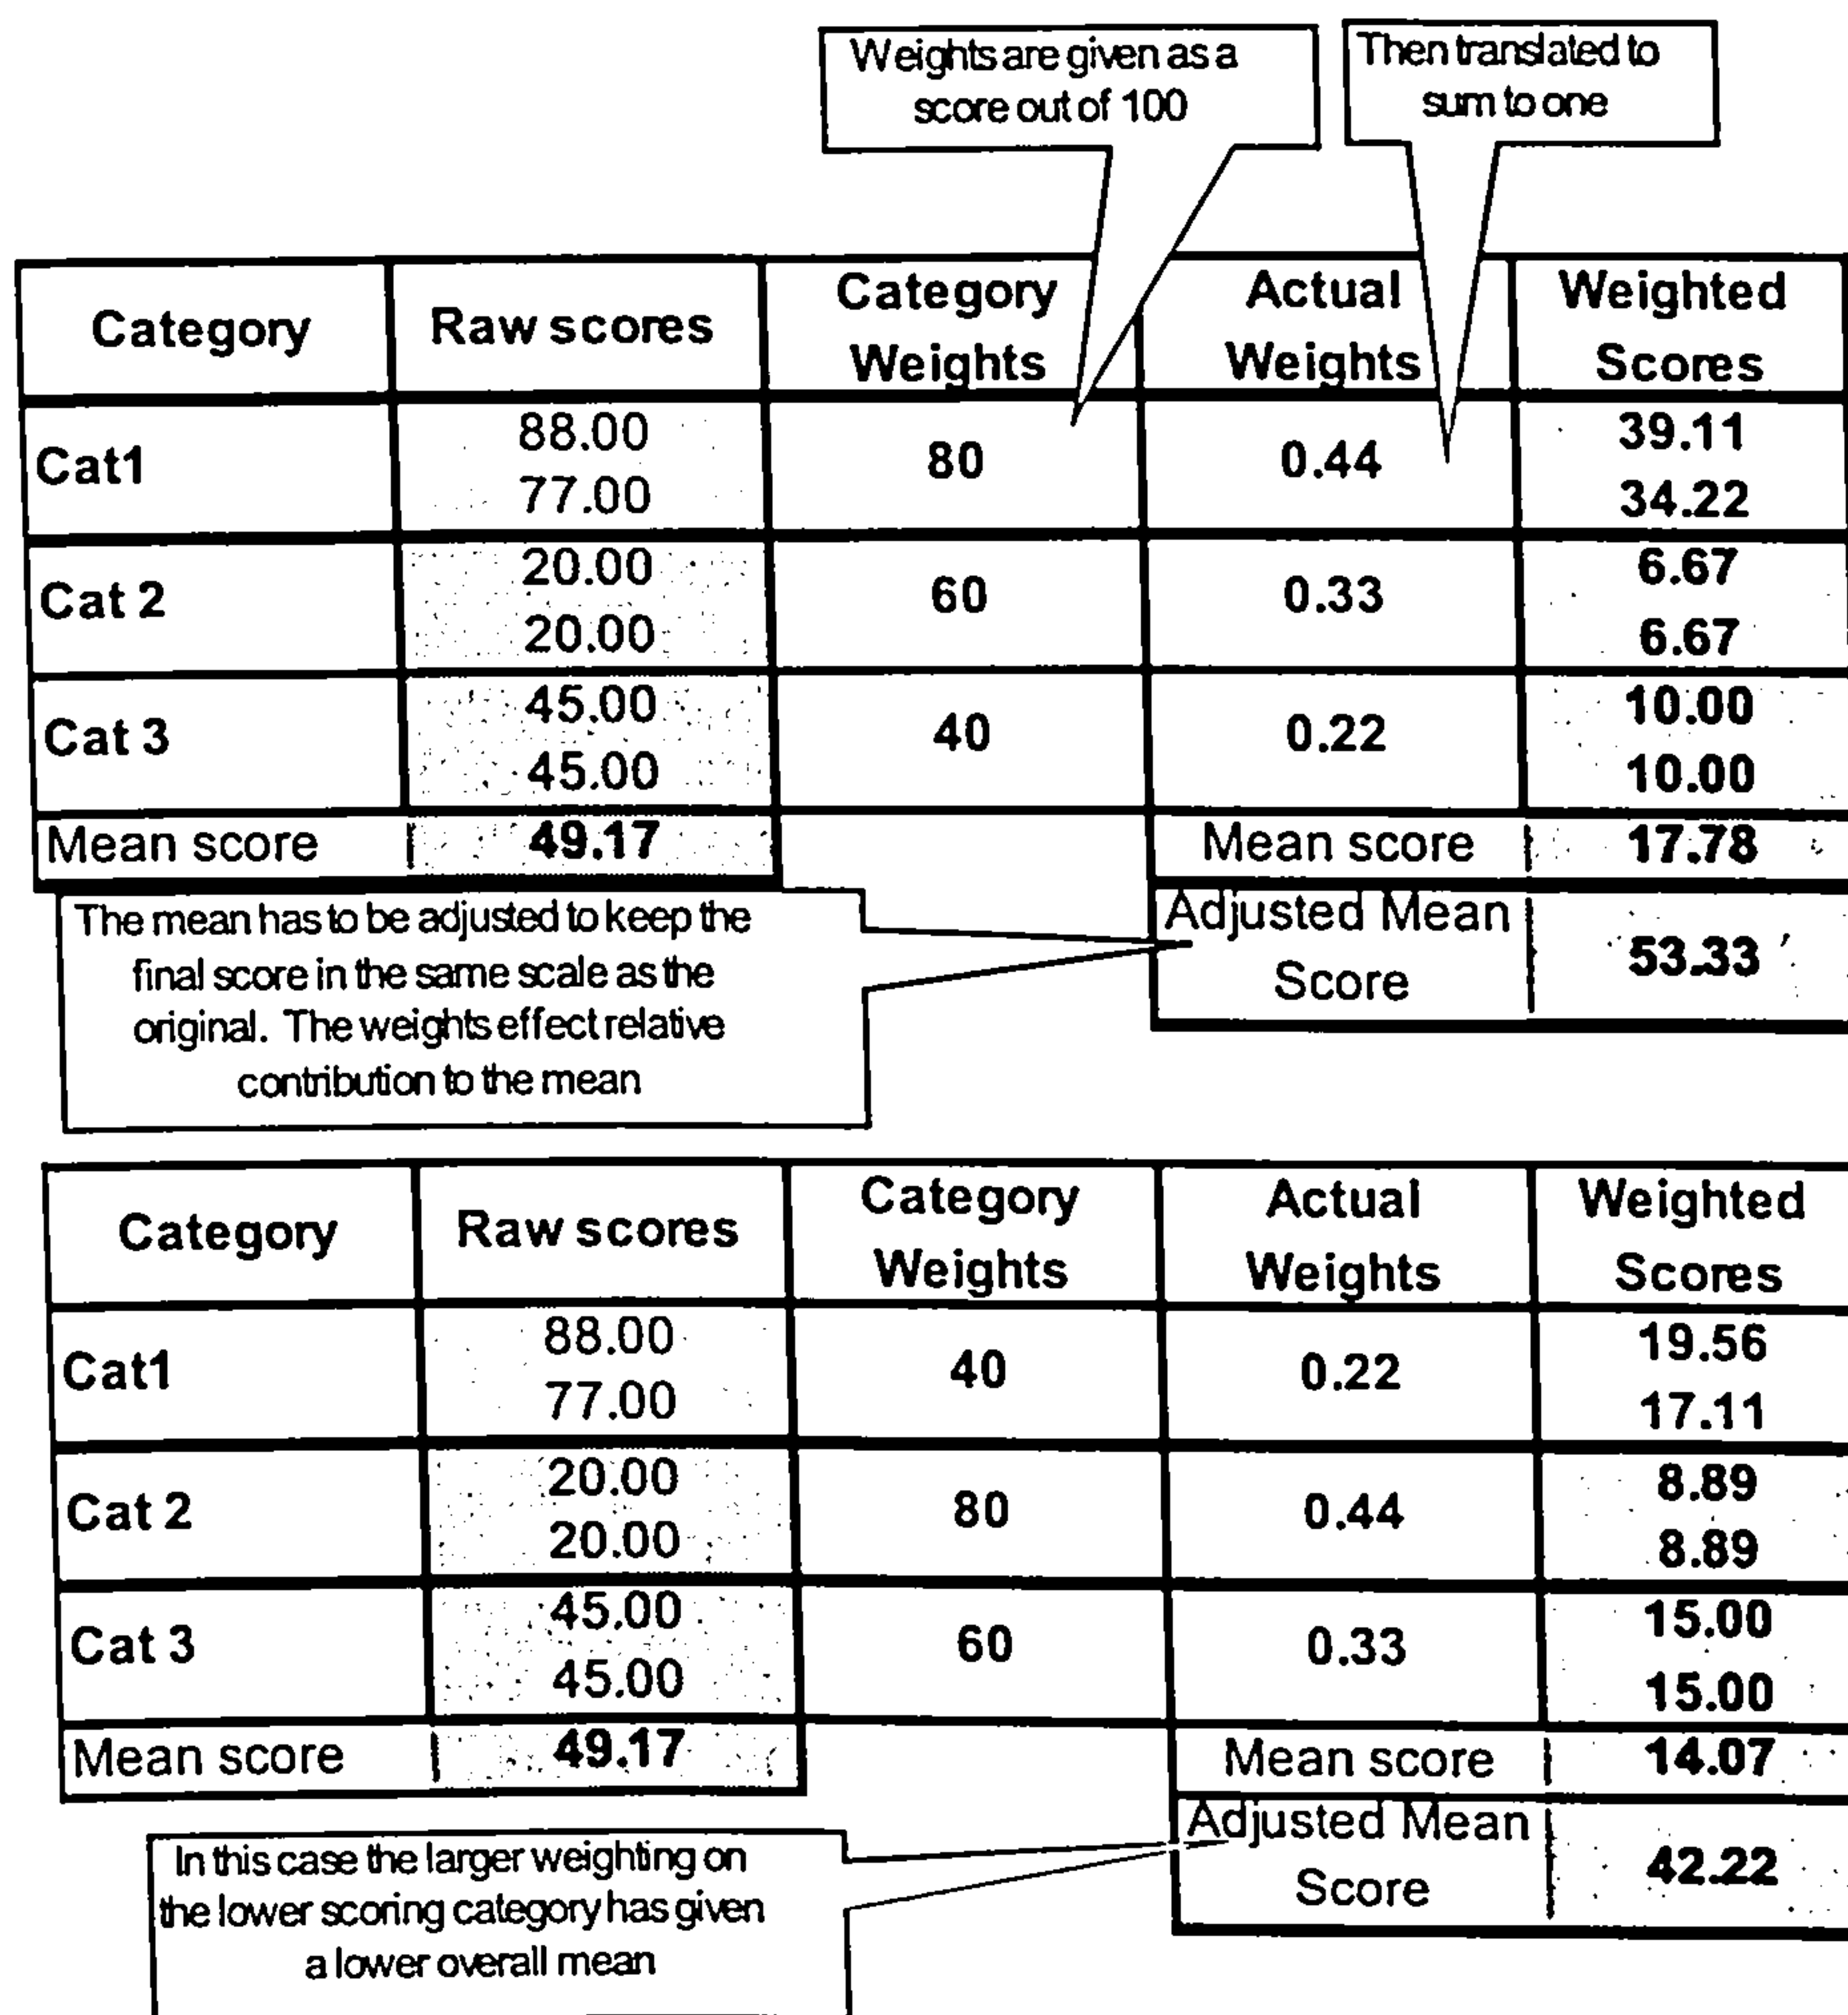 Weights are given as a
score out of 100
Then translated to
sum to one
Category Raw scores Category Weights Actual Weights Weighted Scores
Cat1 88.00 80 0.44 39.11
77.00 34.22
Cat 2 20.00 60 0.33 6.67
20.00 6.67
Cat 3 45.00 40 0.22 10.00
45.00 10.00
Mean score 49.17 Mean score 17.78
Adjusted Mean Score 53.33
The mean has to be adjusted to keep the
final score in the same scale as the
original. The weights effect relative
contribution to the mean
Category Raw scores Category Weights Actual Weights Weighted Scores
Cat1 88.00 40 0.22 19.56
77.00 17.11
Cat 2 20.00 80 0.44 8.89
20.00 8.89
Cat 3 45.00 60 0.33 15.00
45.00 15.00
Mean score 49.17 Mean score 14.07
Adjusted Mean Score 42.22
In this case the larger weighting on
the lower scoring category has given
a lower overall mean